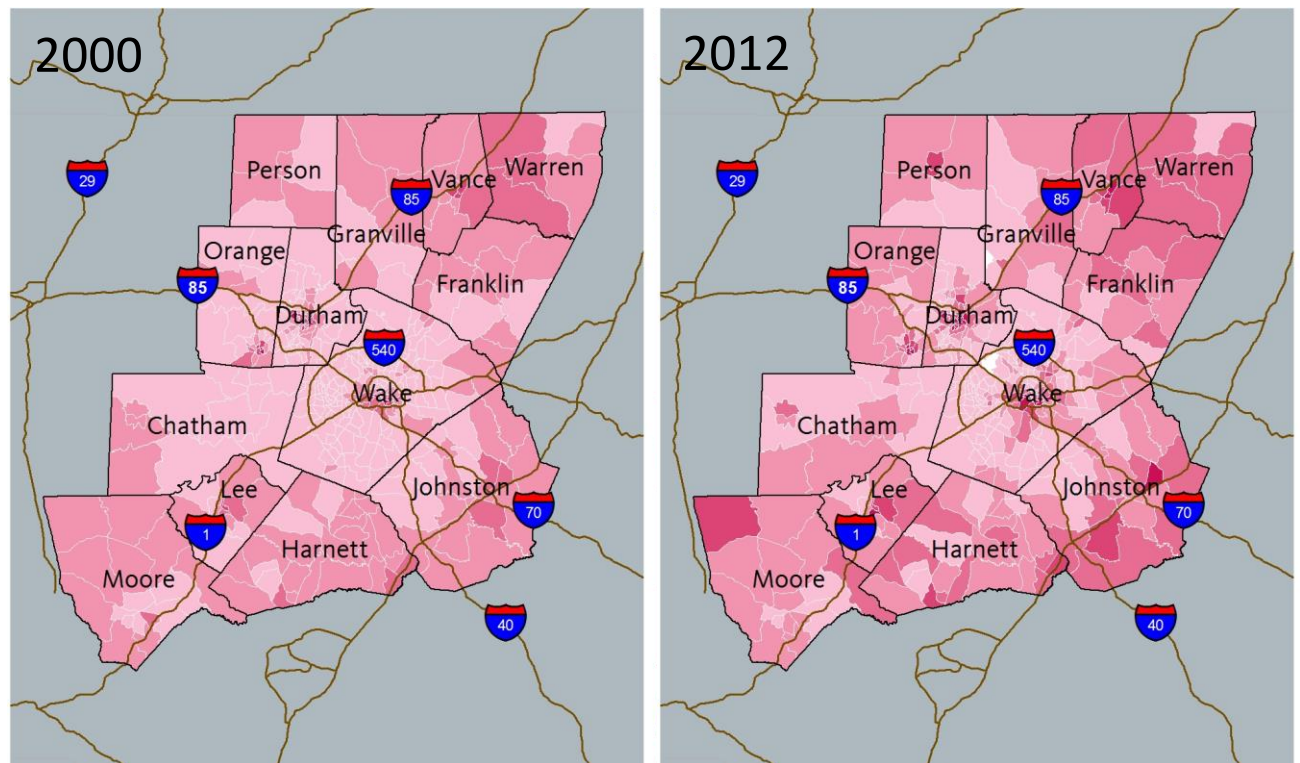 2000
29
Person
85
Vance
Warren
Granville
Orange
85
Franklin
Durham
540
Wake
Chatham
Lee
Johnston
1
70
Harnett
Moore
40
2012
29
Person
85
Vance
Warren
Granville
Orange
85
Franklin
Durham
540
Wake
Chatham
Lee
Johnston
1
70
Harnett
Moore
40